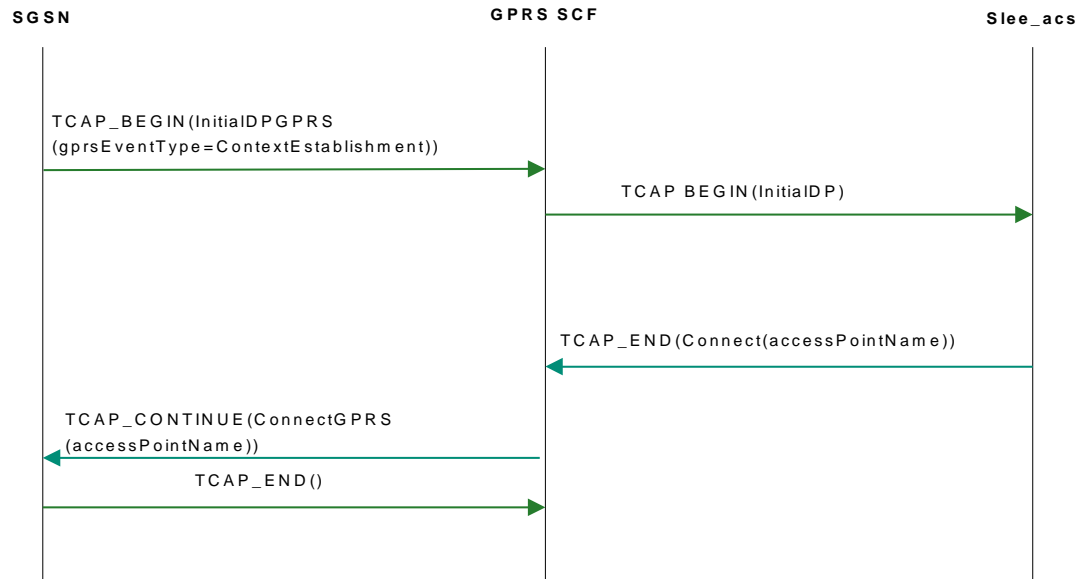 SGSN
GPRS SCF
Slee_acs
TCAP_BEGIN(InitialDPGPRS
(gprsEventType=ContextEstablishment))
TCAP BEGIN(InitialDP)
TCAP_END(Connect(accessPointName))
TCAP_CONTINUE(ConnectGPRS
(accessPointName))
TCAP_END()